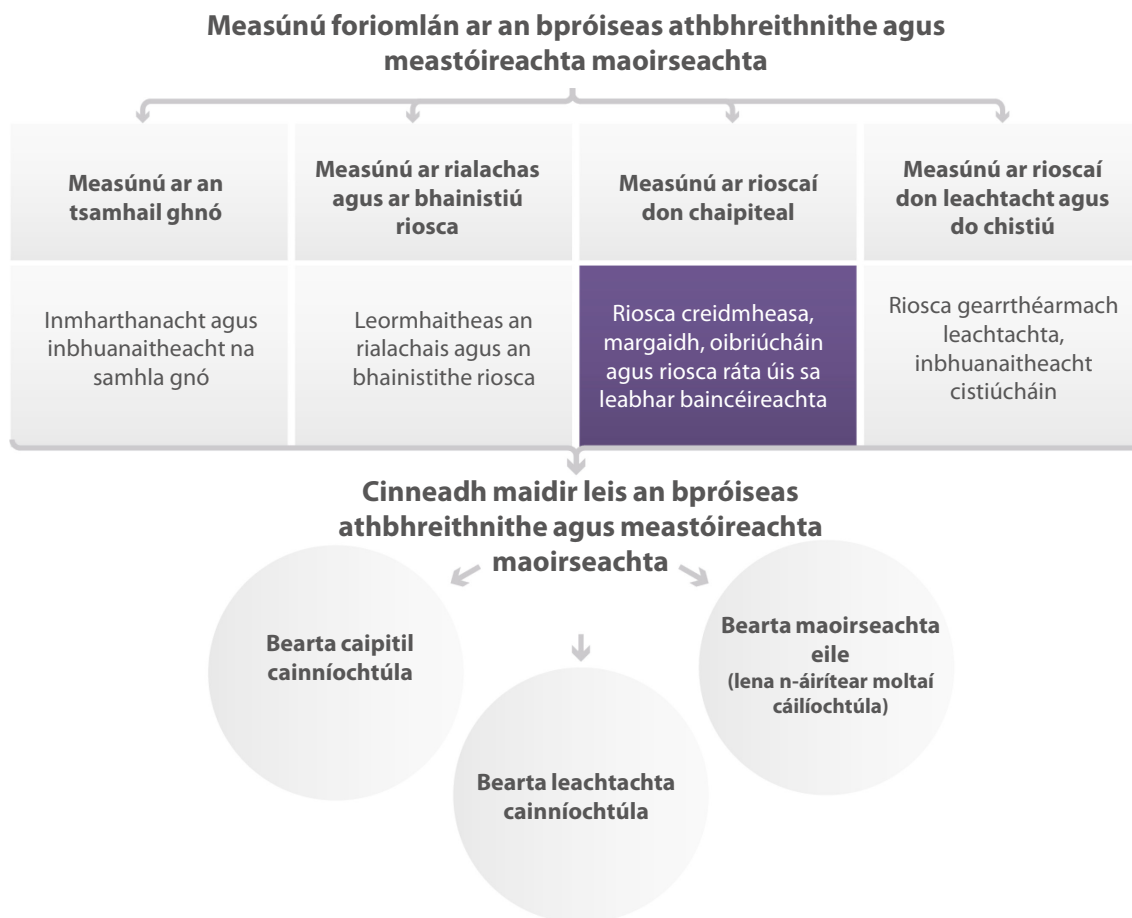 Measúnú foriomlán ar an bpróiseas athbhreithnithe agus
meastóireachta maoirseachta
Measúnú ar an
tsamhail ghnó
Measúnú ar rialachas
agus ar bhainistiú
riosca
Measúnú ar rioscaí
don chaipiteal
Measúnú ar rioscaí
don leachtacht agus
do chistiú
Inmharthanacht agus
inbhuanaitheacht na
samhla gnó
Leormhaitheas an
rialachais agus an
bhainistithe riosca
Riosca creidmheasa,
margaidh, oibriúcháin
agus riosca ráta úis sa
leabhar baincéireachta
Riosca gearrthéarmach
leachtachta,
inbhuanaitheacht
cistiúcháin
Cinneadh maidir leis an bpróiseas
athbhreithnithe agus meastóireachta
maoirseachta
Bearta caipitil
cainníochtúla
Bearta leachtachta
cainníochtúla
Bearta maoirseachta
eile
(lena n-áirítear moltaí
cáilíochtúla)